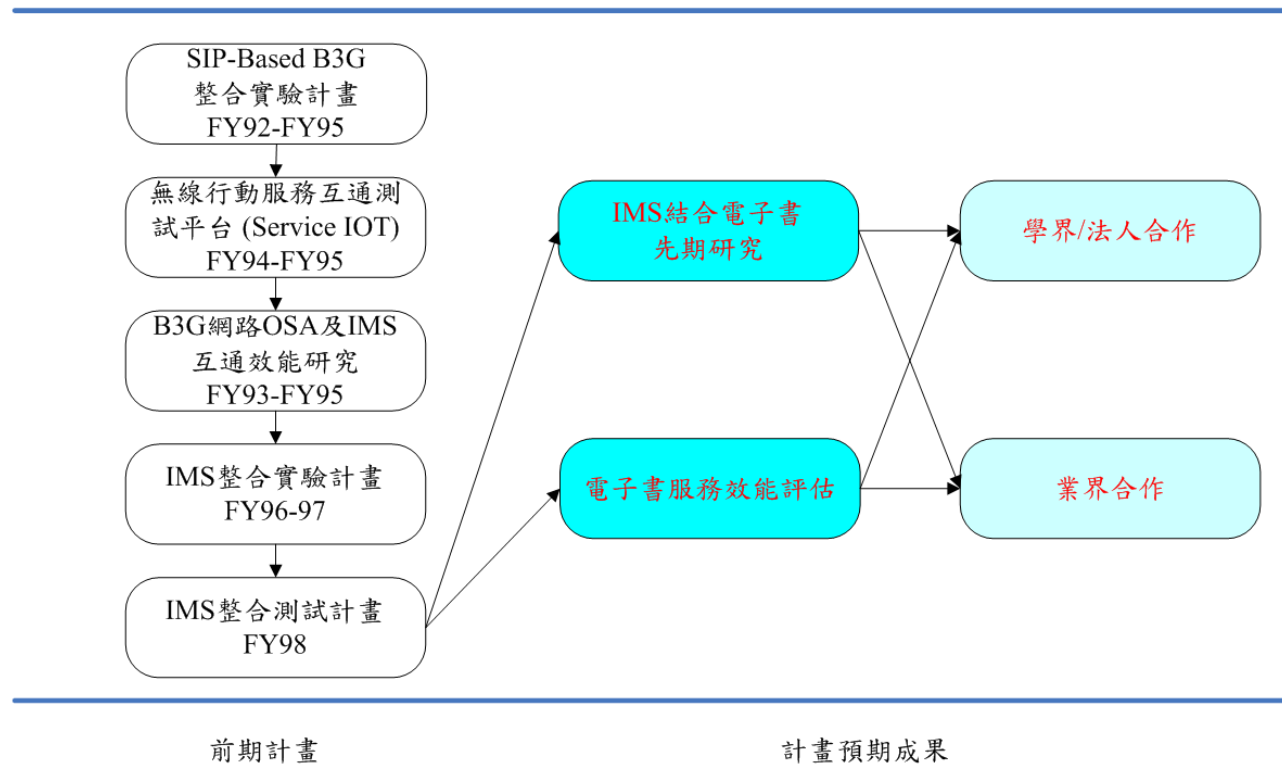 SIP-Based B3G
整合實驗計畫
FY92-FY95
無線行動服務互通測
試平台 (Service IOT)
FY94-FY95
B3G網路OSA及IMS
互通效能研究
FY93-FY95
IMS整合實驗計畫
FY96-97
IMS整合測試計畫
FY98
IMS結合電子書
先期研究
電子書服務效能評估
學界/法人合作
業界合作
前期計畫
計畫預期成果